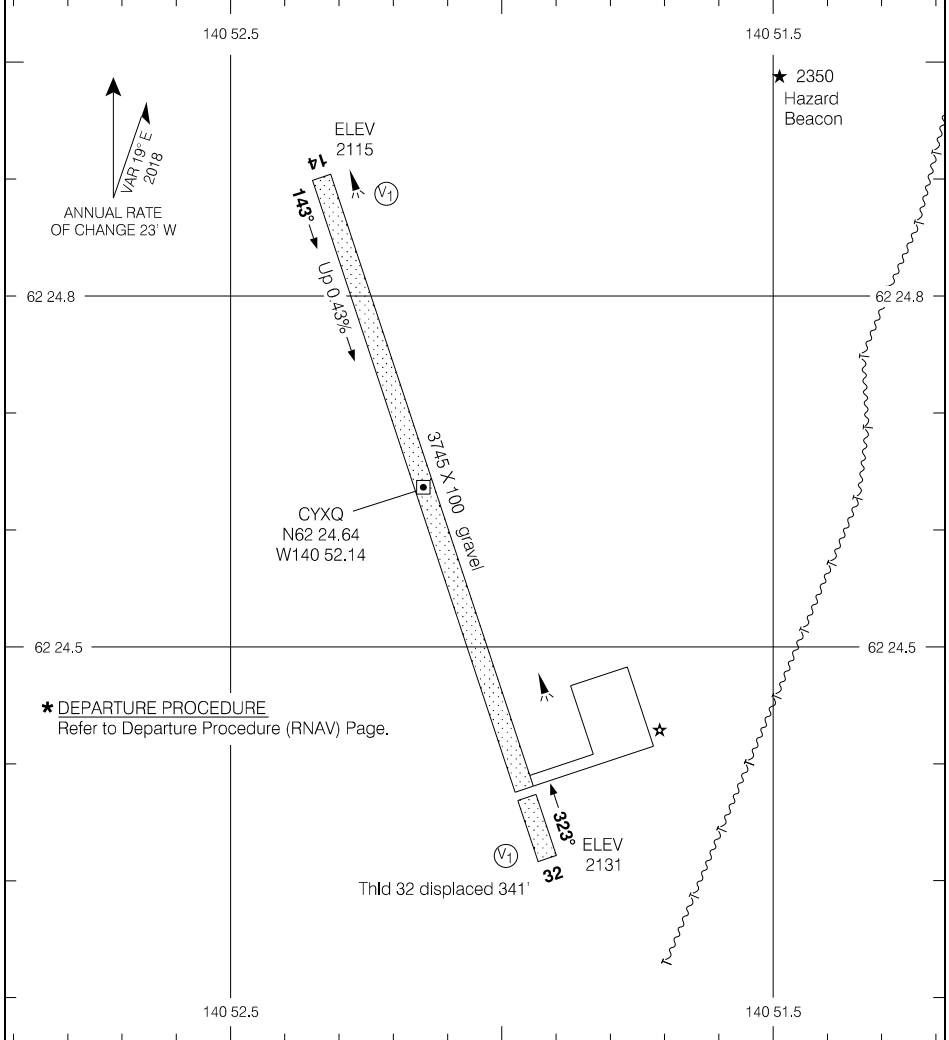 140 52.5
140 51.5
2350
Hazard
Beacon
ELEV
2115
VAR 19° E
2018
14
V1
ANNUAL RATE
OF CHANGE 23' W
143°
Up 0.43%
62 24.8
62 24.8
3745 X 100 gravel
CYXQ
N62 24.64
W140 52.14
62 24.5
62 24.5
* DEPARTURE PROCEDURE
Refer to Departure Procedure (RNAV) Page.
323°
ELEV
2131
V1
32
Thld 32 displaced 341'
140 52.5
140 51.5